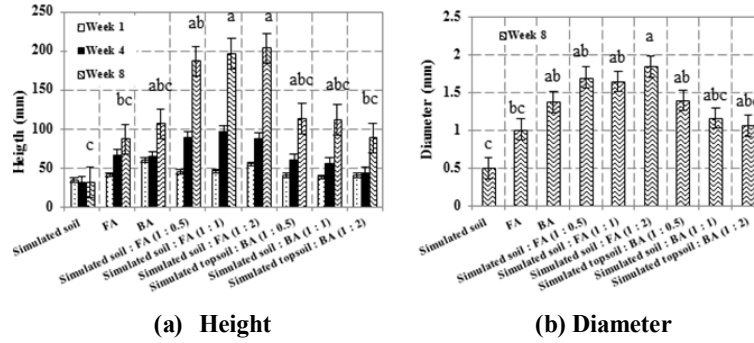 250
200
150
100
50
0
Heigth (mm)
Week 1
Week 4
Week 8
c
bc
abc
ab
a
a
abc
abc
bc
Simulated soil
FA
BA
Simulated soil : FA (1 : 0.5)
Simulated soil : FA (1 : 1)
Simulated soil : FA (1 : 2)
Simulated topsoil : BA (1 : 0.5)
Simulated soil : BA (1 : 1)
Simulated topsoil : BA (1 : 2)
(a) Height
2.5
2
1.5
1
0.5
0
Diameter (mm)
Week 8
c
bc
ab
ab
ab
a
ab
abc
abc
Simulated soil
FA
BA
Simulated soil : FA (1 : 0.5)
Simulated soil : FA (1 : 1)
Simulated soil : FA (1 : 2)
Simulated topsoil : BA (1 : 0.5)
Simulated soil : BA (1 : 1)
Simulated topsoil : BA (1 : 2)
(b) Diameter